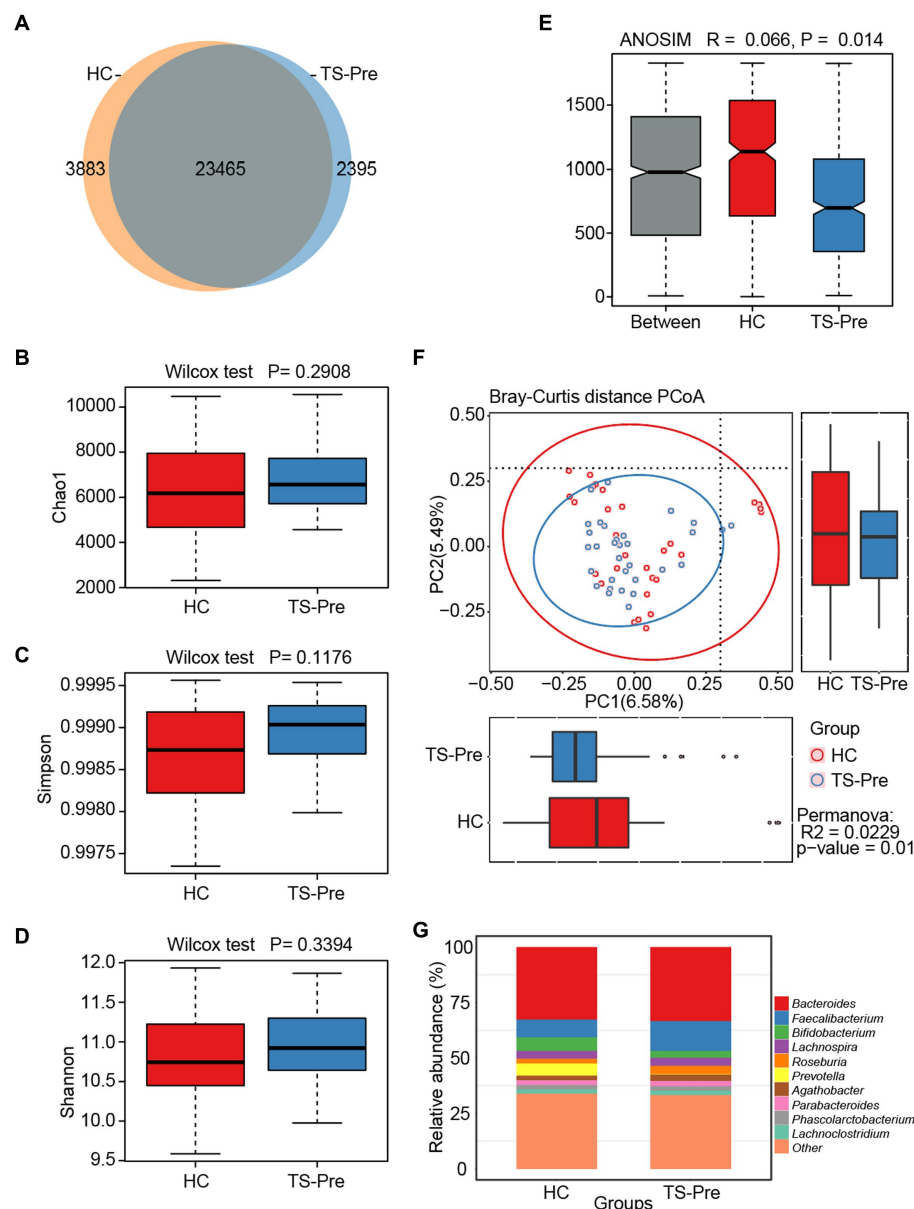 A
HC
TS-Pre
3883
23465
2395
B
Wilcox test P= 0.2908
Chao1
10000
8000
6000
4000
2000
HC
TS-Pre
C
Wilcox test P= 0.1176
Simpson
0.9995
0.9990
0.9985
0.9980
0.9975
HC
TS-Pre
D
Wilcox test P= 0.3394
Shannon
12.0
11.5
11.0
10.5
10.0
9.5
HC
TS-Pre
E
ANOSIM R = 0.066, P = 0.014
1500
1000
500
0
Between
HC
TS-Pre
F
Bray-Curtis distance PCoA
PC2(5.49%)
0.50
0.25
0.00
−0.25
−0.50
−0.25
0.00
0.25
0.50
PC1(6.58%)
HC
TS-Pre
TS-Pre
HC
Group
HC
TS-Pre
Permanova:
R2 = 0.0229
p−value = 0.01
G
Relative abundance (%)
100
75
50
25
0
HC
TS-Pre
Groups
Bacteroides
Faecalibacterium
Bifidobacterium
Lachnospira
Roseburia
Prevotella
Agathobacter
Parabacteroides
Phascolarctobacterium
Lachnoclostridium
Other